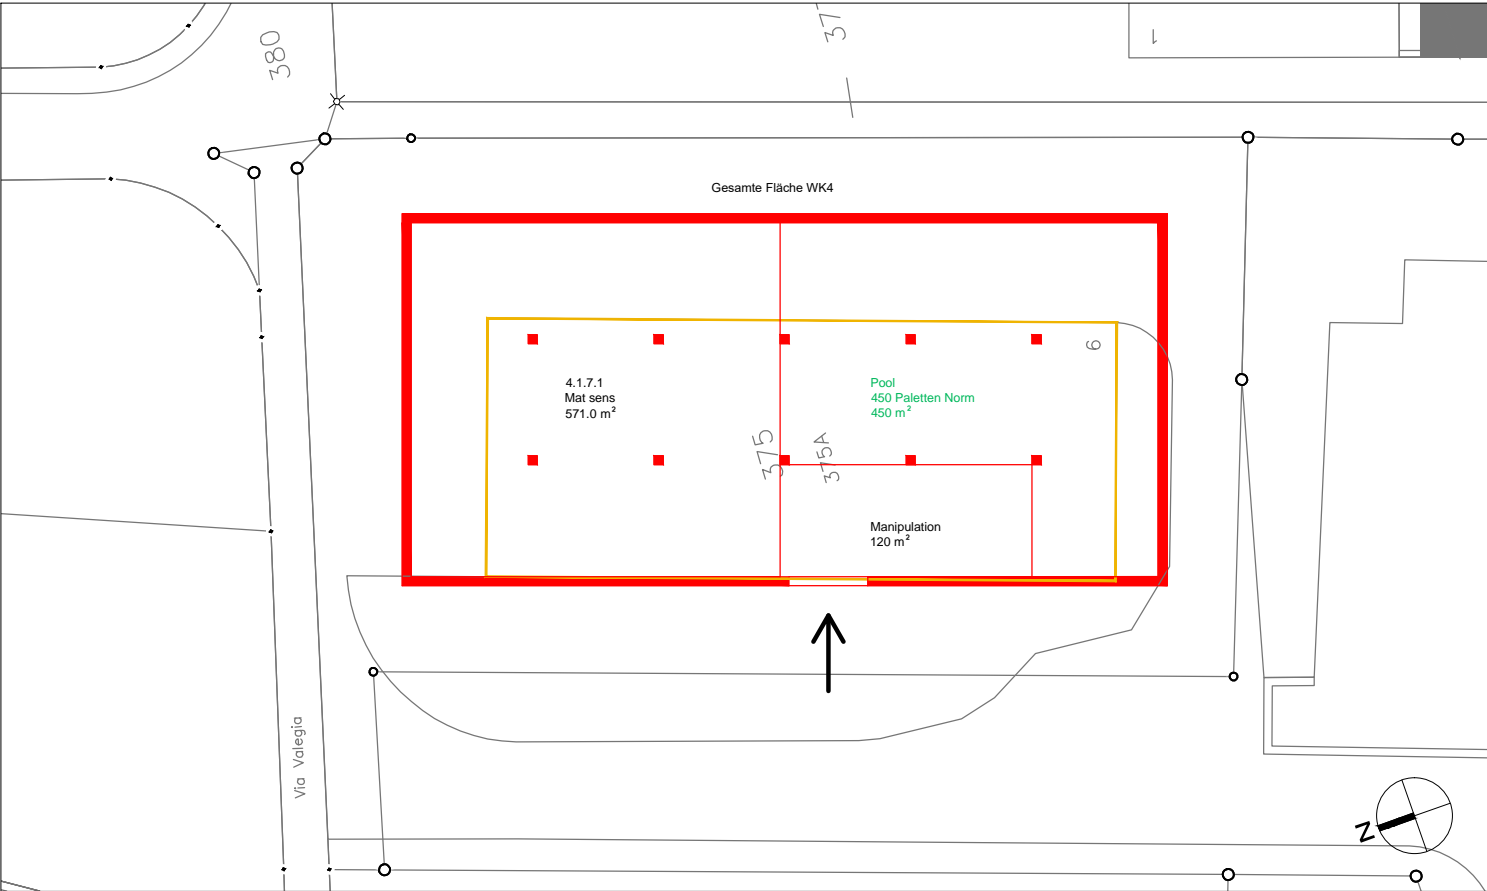 380
37
1
Gesamte Fläche WK4
6
4.1.7.1
Mat sens
571.0 m²
Pool
450 Paletten Norm
450 m²
375
375A
Manipulation
120 m²
Via Valegia
N